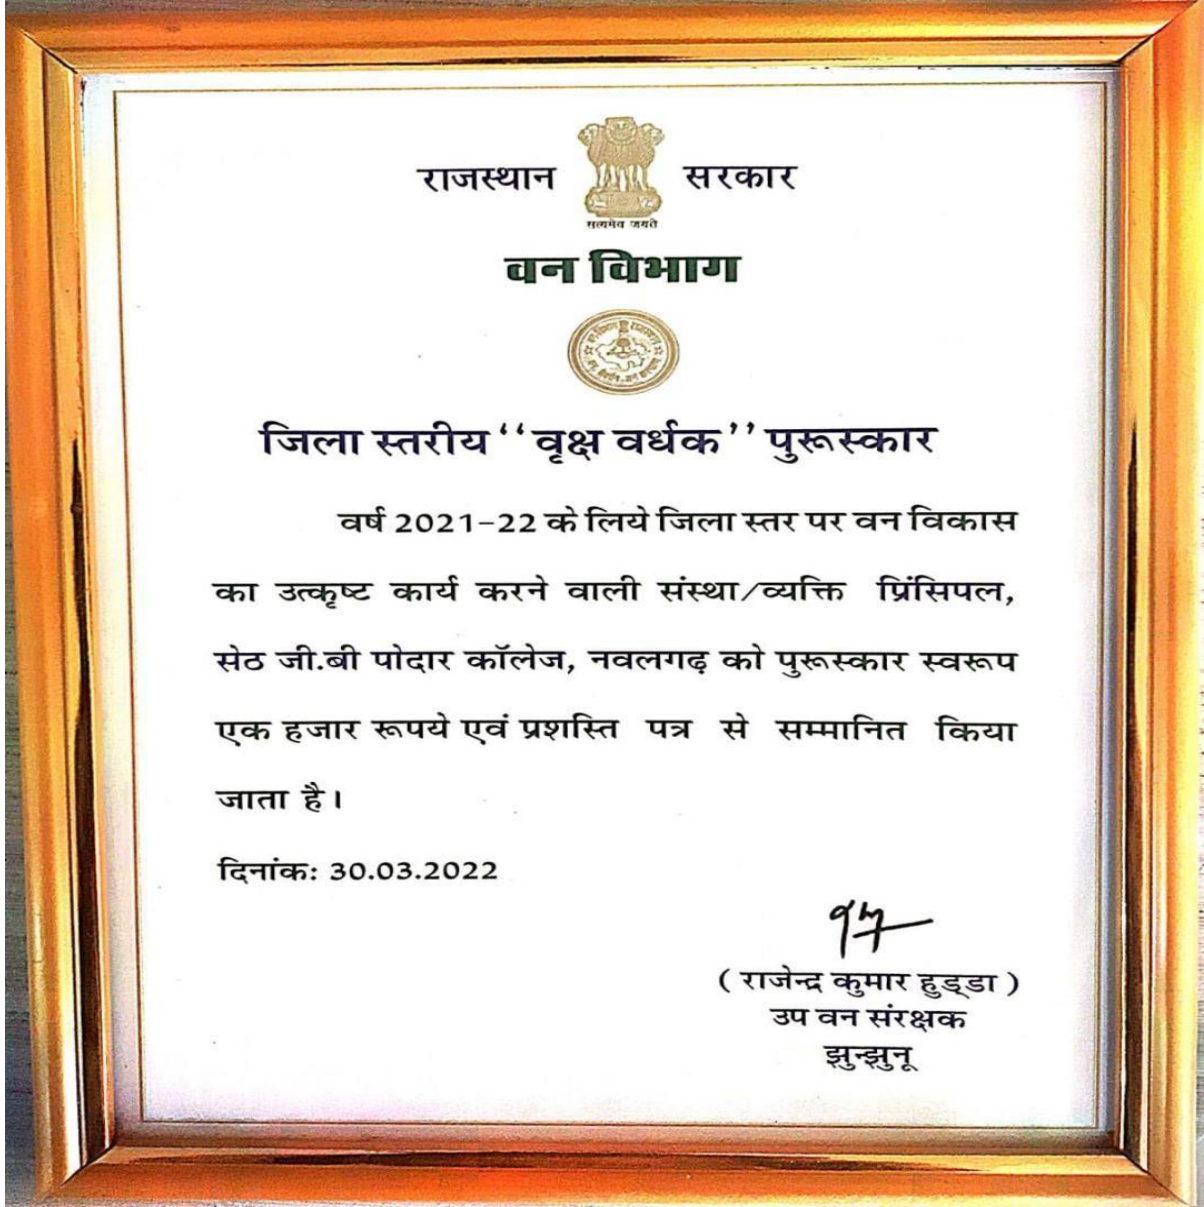 राजस्थान सरकार
सत्यमेव जयते
वन विभाग
जिला स्तरीय ‘‘वृक्ष वर्धक’’ पुरूस्कार
वर्ष 2021-22 के लिये जिला स्तर पर वन विकास
का उत्कृष्ट कार्य करने वाली संस्था/व्यक्ति प्रिंसिपल,
सेठ जी.बी पोदार कॉलेज, नवलगढ़ को पुरूस्कार स्वरूप
एक हजार रूपये एवं प्रशस्ति पत्र से सम्मानित किया
जाता है।
दिनांक: 30.03.2022
( राजेन्द्र कुमार हुड्डा )
उप वन संरक्षक
झुन्झुनू